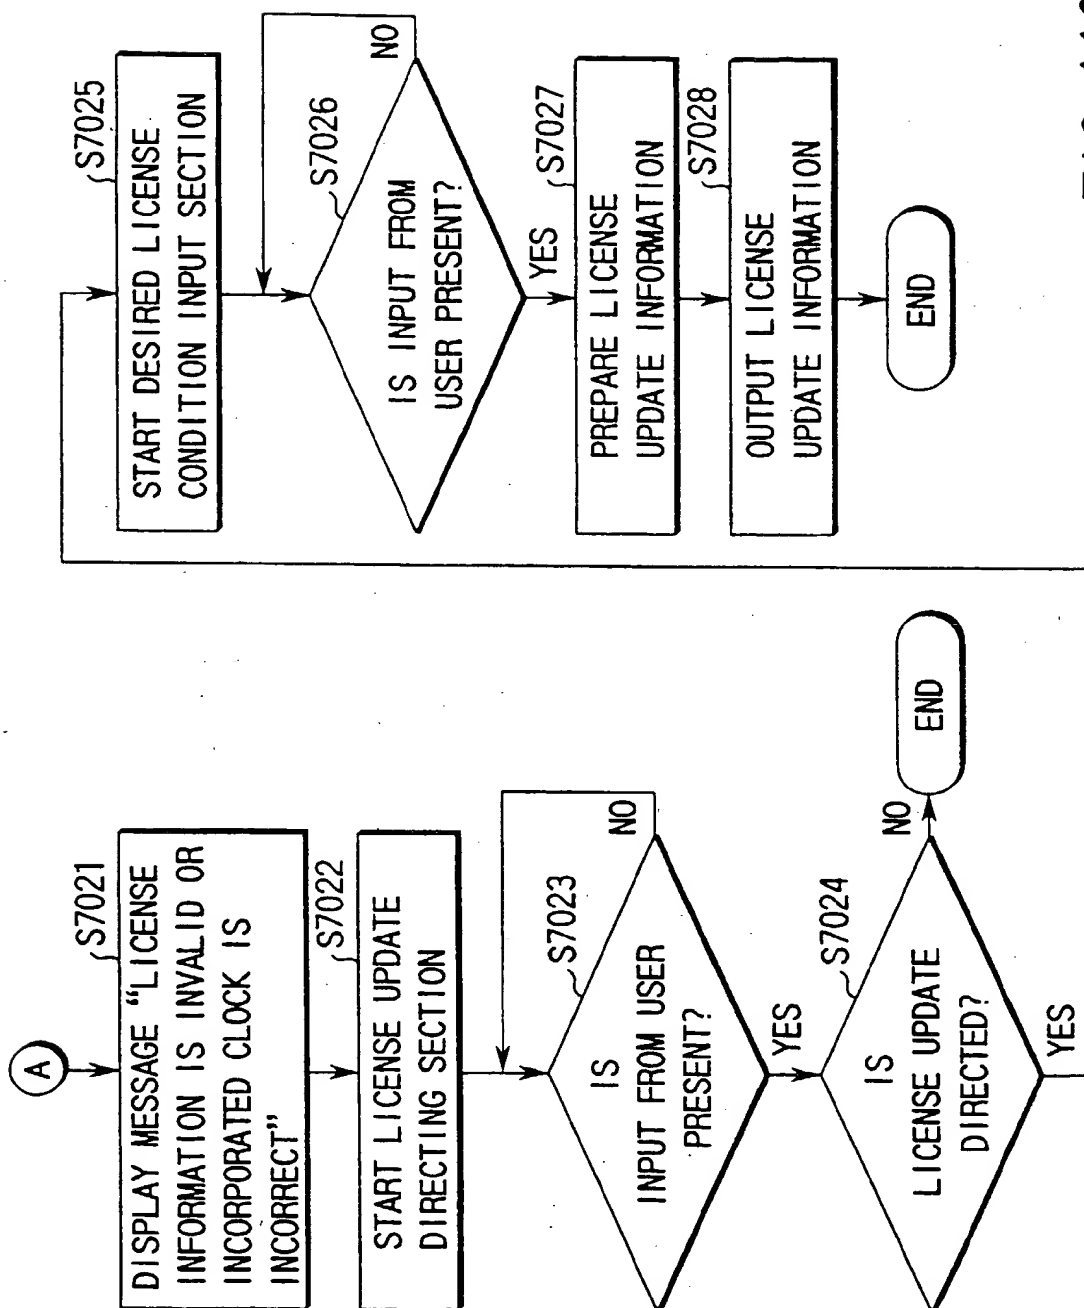 A
S7021
DISPLAY MESSAGE “LICENSE
INFORMATION IS INVALID OR
INCORPORATED CLOCK IS
INCORRECT”
S7022
START LICENSE UPDATE
DIRECTING SECTION
S7023
IS
INPUT FROM USER
PRESENT?
NO
YES
S7024
IS
LICENSE UPDATE
DIRECTED?
NO
END
YES
S7025
START DESIRED LICENSE
CONDITION INPUT SECTION
S7026
IS INPUT FROM
USER PRESENT?
NO
YES
S7027
PREPARE LICENSE
UPDATE INFORMATION
S7028
OUTPUT LICENSE
UPDATE INFORMATION
END